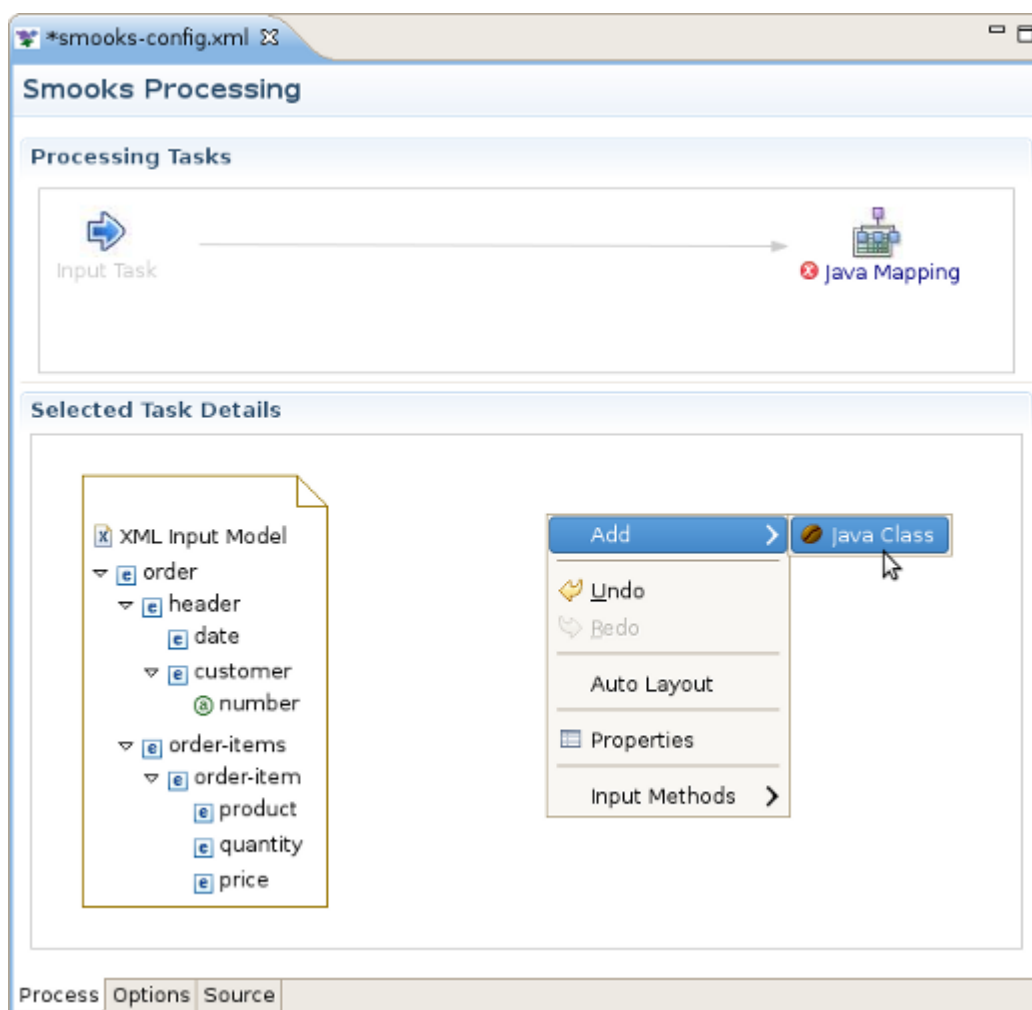 *smooks-config.xml
Smooks Processing
Processing Tasks
Input Task
Java Mapping
Selected Task Details
XML Input Model
order
header
date
customer
number
order-items
order-item
product
quantity
price
Add
Java Class
Undo
Redo
Auto Layout
Properties
Input Methods
Process Options Source